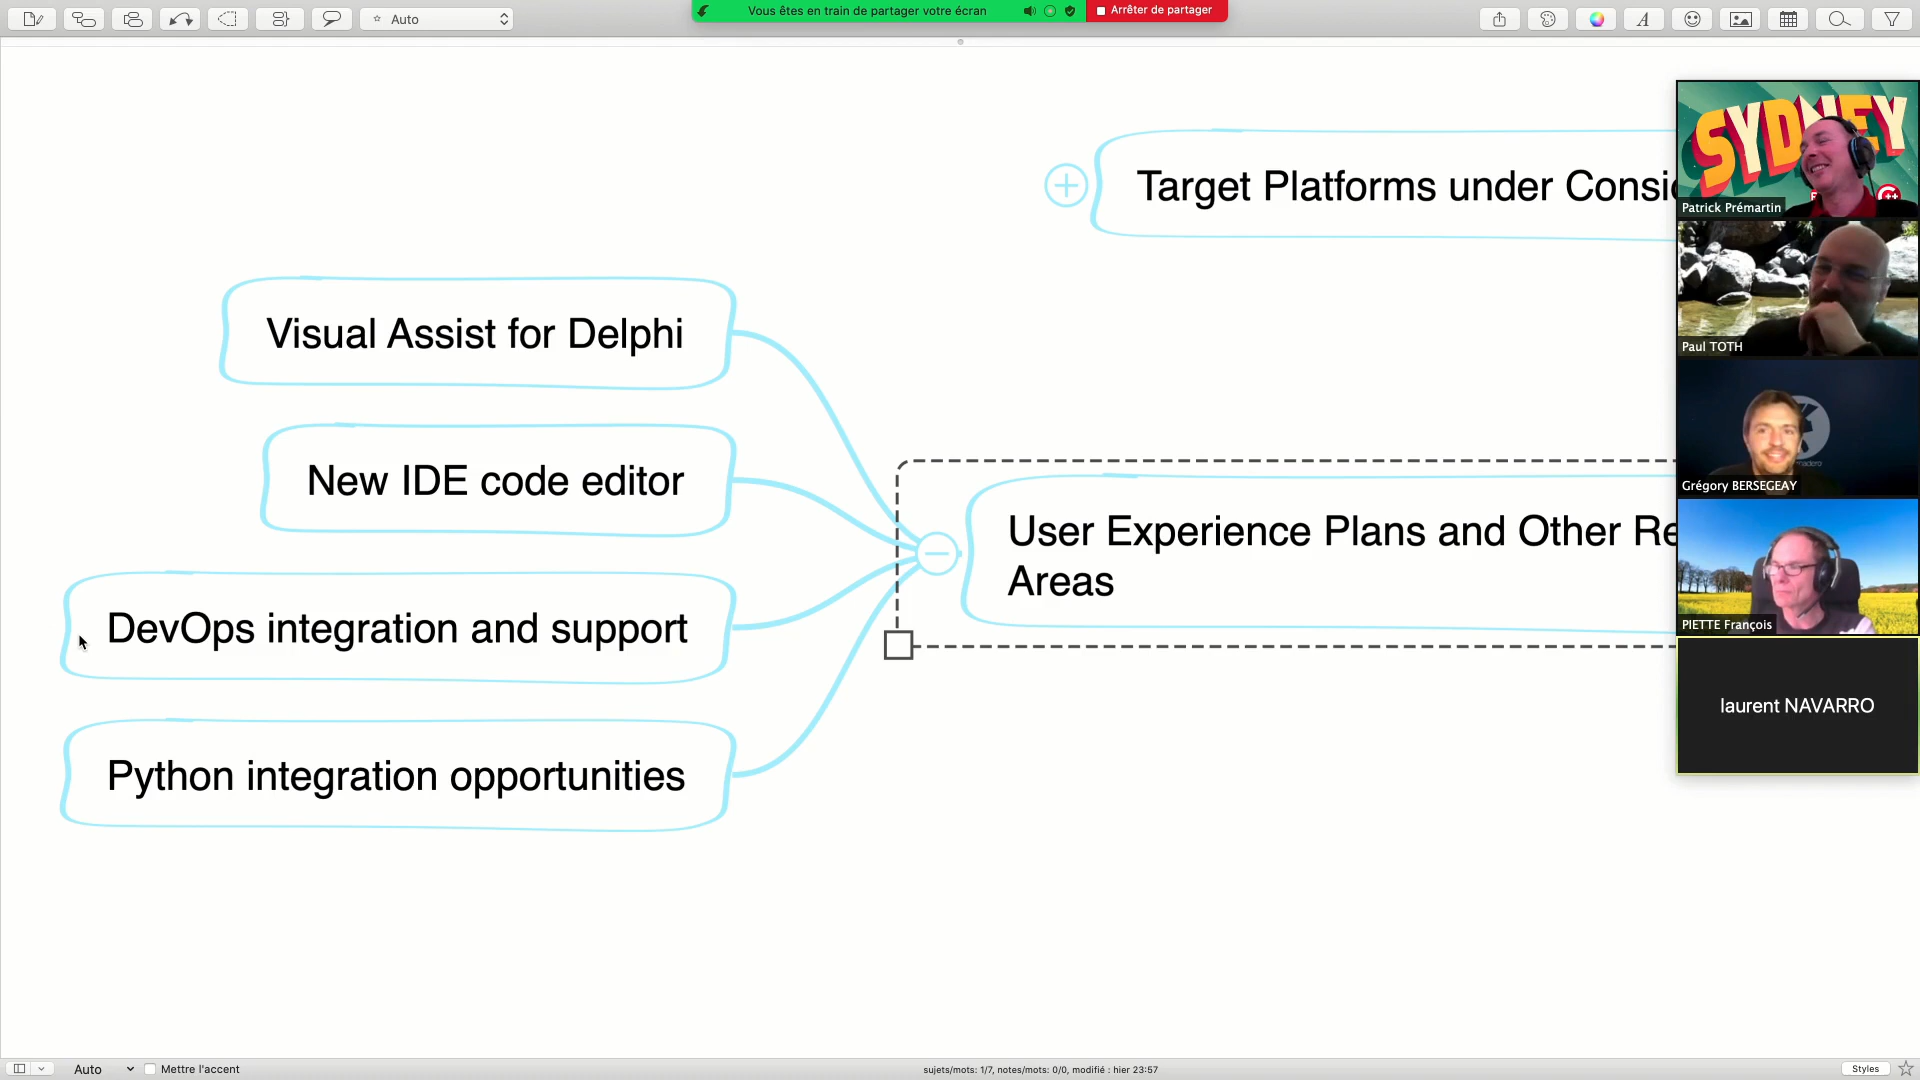 Auto
Vous êtes en train de partager votre écran
Arrêter de partager
Target Platforms under Consi
Visual Assist for Delphi
New IDE code editor
User Experience Plans and Other Re
Areas
DevOps integration and support
Python integration opportunities
SYDNEY
Patrick Prémartin
Paul TOTH
Grégory BERSEGEAY
PIETTE François
laurent NAVARRO
Auto
Mettre l'accent
sujets/mots: 1/7, notes/mots: 0/0, modifié : hier 23:57
Styles